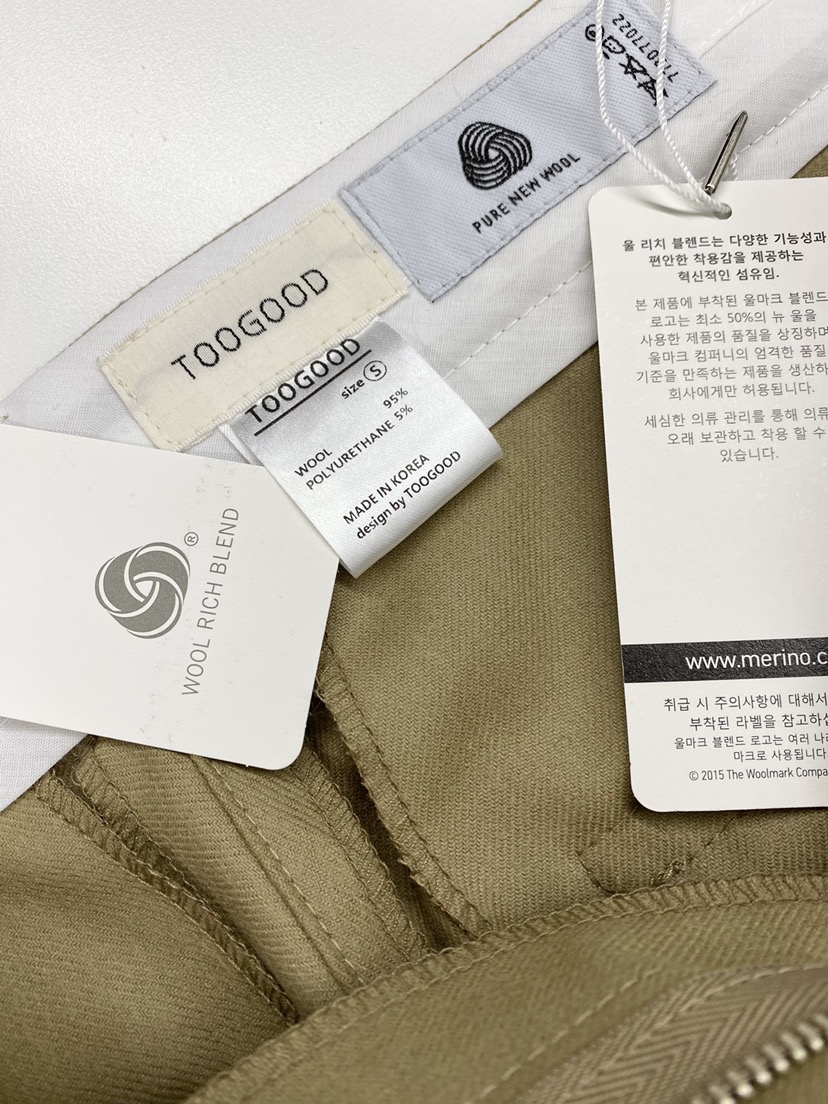 771077022
PURE NEW WOOL
TOOGOOD
TOOGOOD
size S
WOOL 95%
POLYURETHANE 5%
MADE IN KOREA
design by TOOGOOD
WOOL RICH BLEND ®
울 리치 블렌드는 다양한 기능성과
편안한 착용감을 제공하는
혁신적인 섬유임.
본 제품에 부착된 울마크 블렌드
로고는 최소 50%의 뉴 울을
사용한 제품의 품질을 상징하며
울마크 컴퍼니의 엄격한 품질
기준을 만족하는 제품을 생산하
회사에게만 허용됩니다.
세심한 의류 관리를 통해 의류
오래 보관하고 착용 할 수
있습니다.
www.merino.c
취급 시 주의사항에 대해서
부착된 라벨을 참고하십
울마크 블렌드 로고는 여러 나라
마크로 사용됩니다.
© 2015 The Woolmark Compa